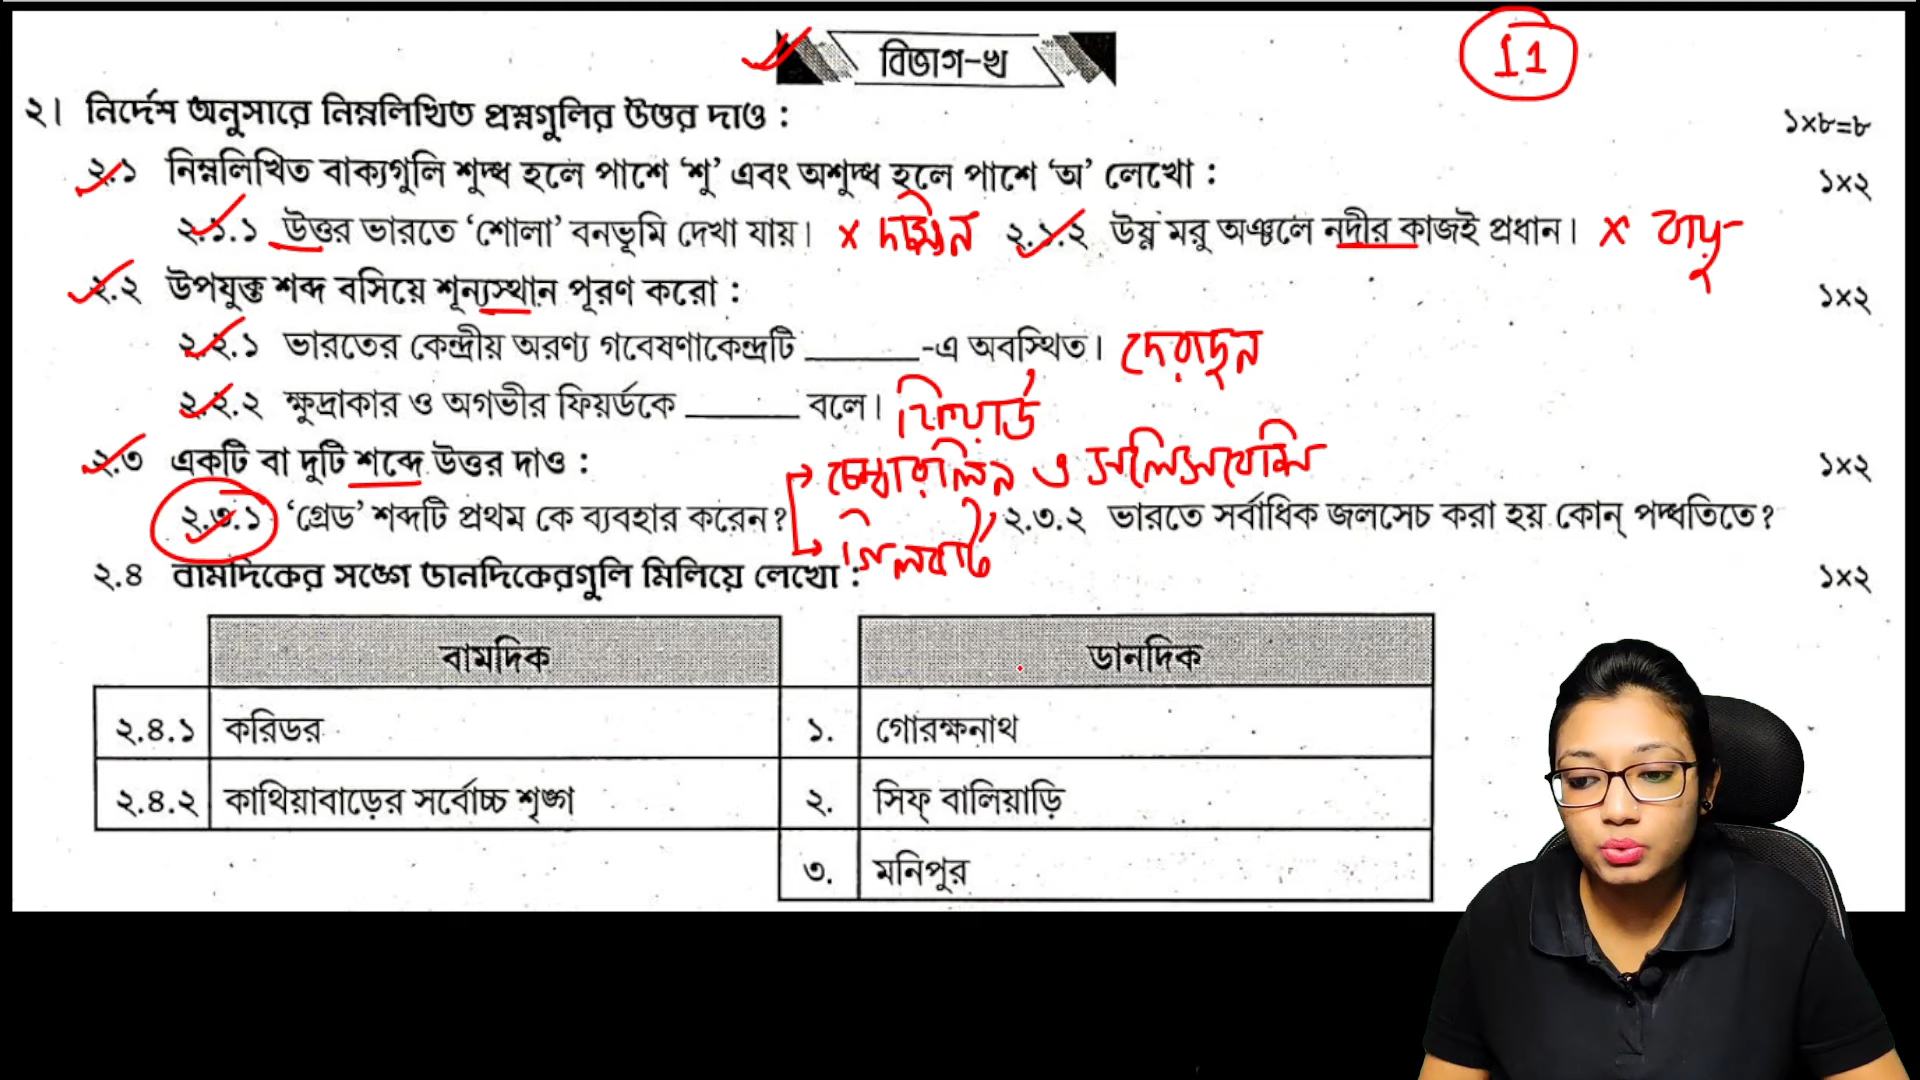 বিভাগ-খ
11
২। নির্দেশ অনুসারে নিম্নলিখিত প্রশ্নগুলির উত্তর দাও : ১×৮=৮
২.১ নিম্নলিখিত বাক্যগুলি শুদ্ধ হলে পাশে ‘শু’ এবং অশুদ্ধ হলে পাশে ‘অ’ লেখো : ১×২
২.১.১ উত্তর ভারতে ‘শোলা’ বনভূমি দেখা যায়। × দক্ষিন ২.১.২ উষ্ণ মরু অঞ্চলে নদীর কাজই প্রধান। × বায়ু
২.২ উপযুক্ত শব্দ বসিয়ে শূন্যস্থান পূরণ করো : ১×২
২.২.১ ভারতের কেন্দ্রীয় অরণ্য গবেষণাকেন্দ্রটি ______-এ অবস্থিত। দেরাদুন
২.২.২ ক্ষুদ্রাকার ও অগভীর ফিয়র্ডকে ______ বলে। ফিয়ার্ড
২.৩ একটি বা দুটি শব্দে উত্তর দাও : → চেম্বারলিন ও সলিসবেরি ১×২
২.৩.১ ‘গ্রেড’ শব্দটি প্রথম কে ব্যবহার করেন? ২.৩.২ ভারতে সর্বাধিক জলসেচ করা হয় কোন্ পদ্ধতিতে?
→ গিলবার্ট
২.৪ বামদিকের সঙ্গে ডানদিকেরগুলি মিলিয়ে লেখো : ১×২
বামদিক ডানদিক
২.৪.১ করিডর ১. গোরক্ষনাথ
২.৪.২ কাথিয়াবাড়ের সর্বোচ্চ শৃঙ্গ ২. সিফ্ বালিয়াড়ি
৩. মনিপুর